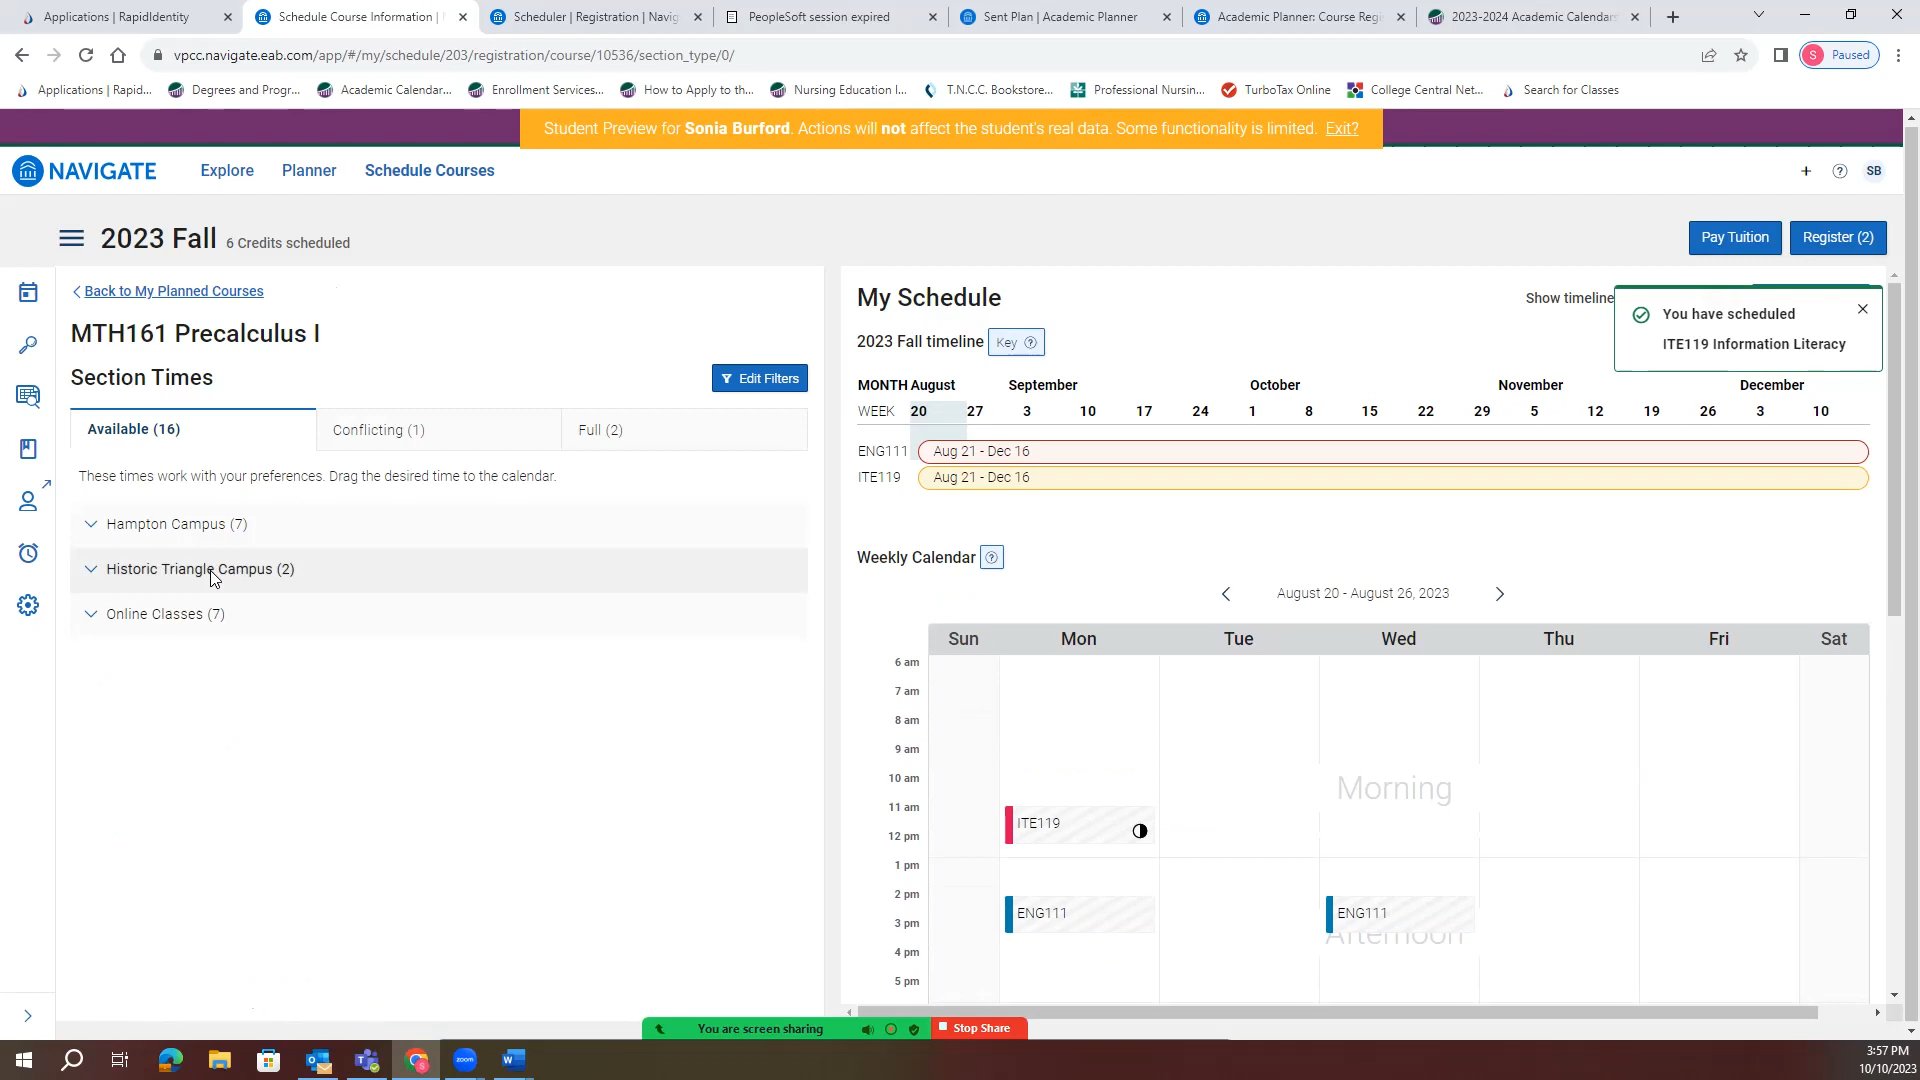 Applications | RapidIdentity
Schedule Course Information |
Scheduler | Registration | Navig
PeopleSoft session expired
Sent Plan | Academic Planner
Academic Planner: Course Regi
2023-2024 Academic Calendars
vpcc.navigate.eab.com/app/#/my/schedule/203/registration/course/10536/section_type/0/
S Paused
Applications | Rapid...
Degrees and Progr...
Academic Calendar...
Enrollment Services...
How to Apply to th...
Nursing Education I...
T.N.C.C. Bookstore...
Professional Nursin...
TurboTax Online
College Central Net...
Search for Classes
Student Preview for Sonia Burford. Actions will not affect the student's real data. Some functionality is limited. Exit?
NAVIGATE
Explore
Planner
Schedule Courses
SB
2023 Fall 6 Credits scheduled
Pay Tuition
Register (2)
Back to My Planned Courses
MTH161 Precalculus I
Section Times
Edit Filters
Available (16)
Conflicting (1)
Full (2)
These times work with your preferences. Drag the desired time to the calendar.
Hampton Campus (7)
Historic Triangle Campus (2)
Online Classes (7)
My Schedule
Show timeline
You have scheduled
ITE119 Information Literacy
2023 Fall timeline Key ?
MONTH August September October November December
WEEK 20 27 3 10 17 24 1 8 15 22 29 5 12 19 26 3 10
ENG111 Aug 21 - Dec 16
ITE119 Aug 21 - Dec 16
Weekly Calendar ?
August 20 - August 26, 2023
Sun Mon Tue Wed Thu Fri Sat
6 am
7 am
8 am
9 am
10 am
Morning
11 am
ITE119
12 pm
1 pm
2 pm
ENG111
ENG111
3 pm
Afternoon
4 pm
5 pm
You are screen sharing
Stop Share
zoom
3:57 PM
10/10/2023